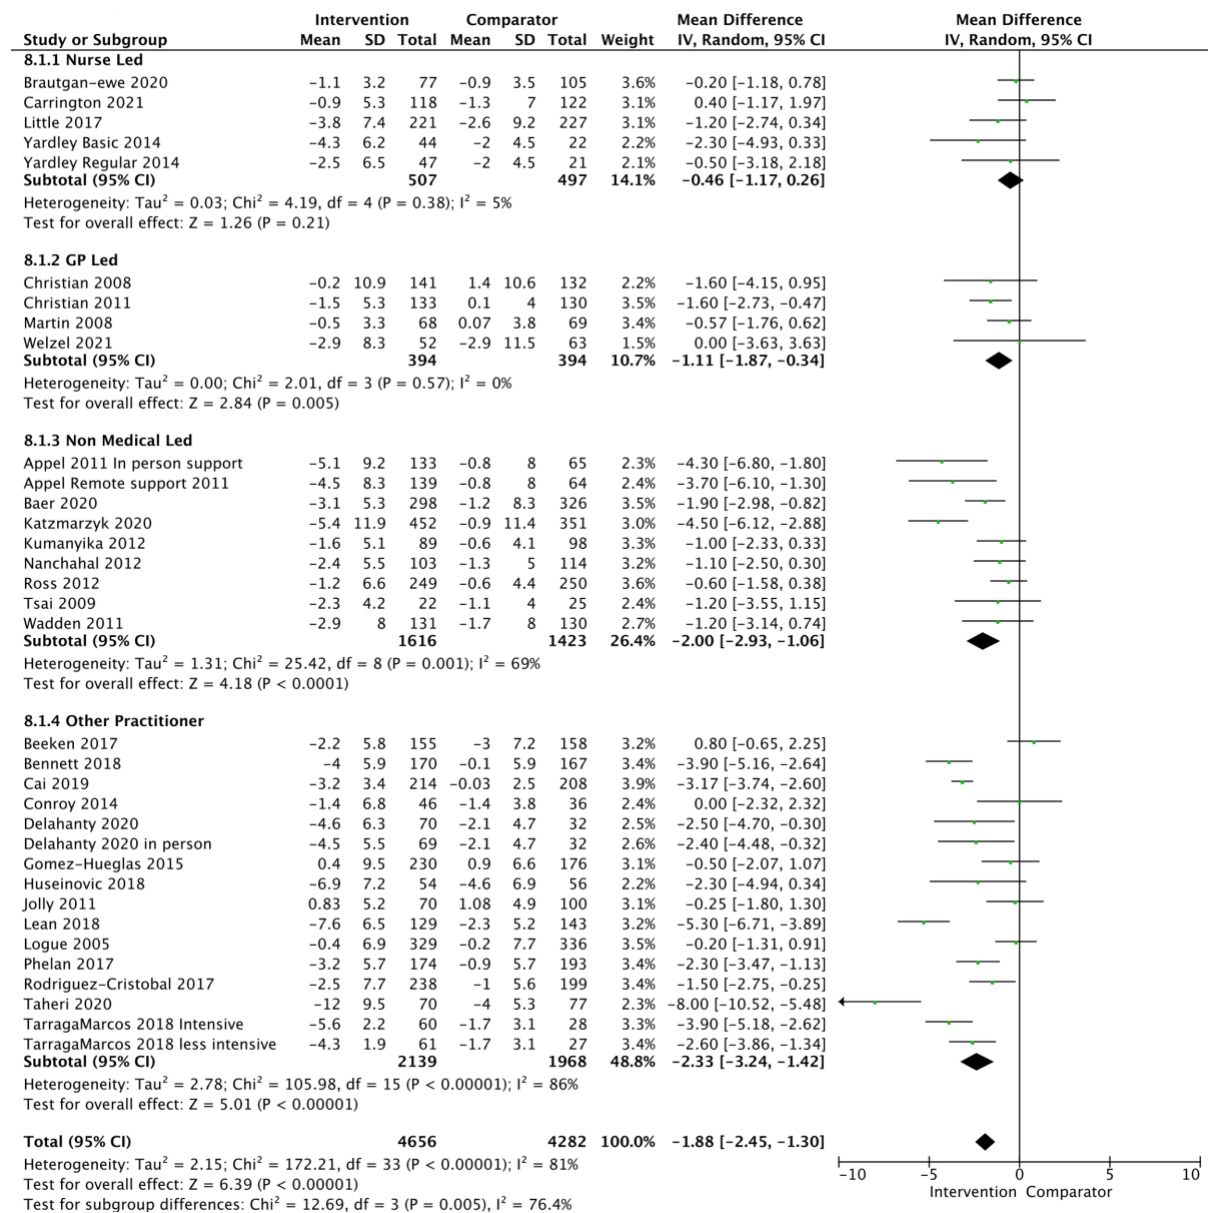 Intervention Comparator Mean Difference Mean Difference
Study or Subgroup Mean SD Total Mean SD Total Weight IV, Random, 95% CI IV, Random, 95% CI
8.1.1 Nurse Led
Brautgan-ewe 2020 −1.1 3.2 77 −0.9 3.5 105 3.6% −0.20 [−1.18, 0.78]
Carrington 2021 −0.9 5.3 118 −1.3 7 122 3.1% 0.40 [−1.17, 1.97]
Little 2017 −3.8 7.4 221 −2.6 9.2 227 3.1% −1.20 [−2.74, 0.34]
Yardley Basic 2014 −4.3 6.2 44 −2 4.5 22 2.2% −2.30 [−4.93, 0.33]
Yardley Regular 2014 −2.5 6.5 47 −2 4.5 21 2.1% −0.50 [−3.18, 2.18]
Subtotal (95% CI) 507 497 14.1% −0.46 [−1.17, 0.26]
Heterogeneity: Tau² = 0.03; Chi² = 4.19, df = 4 (P = 0.38); I² = 5%
Test for overall effect: Z = 1.26 (P = 0.21)
8.1.2 GP Led
Christian 2008 −0.2 10.9 141 1.4 10.6 132 2.2% −1.60 [−4.15, 0.95]
Christian 2011 −1.5 5.3 133 0.1 4 130 3.5% −1.60 [−2.73, −0.47]
Martin 2008 −0.5 3.3 68 0.07 3.8 69 3.4% −0.57 [−1.76, 0.62]
Welzel 2021 −2.9 8.3 52 −2.9 11.5 63 1.5% 0.00 [−3.63, 3.63]
Subtotal (95% CI) 394 394 10.7% −1.11 [−1.87, −0.34]
Heterogeneity: Tau² = 0.00; Chi² = 2.01, df = 3 (P = 0.57); I² = 0%
Test for overall effect: Z = 2.84 (P = 0.005)
8.1.3 Non Medical Led
Appel 2011 In person support −5.1 9.2 133 −0.8 8 65 2.3% −4.30 [−6.80, −1.80]
Appel Remote support 2011 −4.5 8.3 139 −0.8 8 64 2.4% −3.70 [−6.10, −1.30]
Baer 2020 −3.1 5.3 298 −1.2 8.3 326 3.5% −1.90 [−2.98, −0.82]
Katzmarzyk 2020 −5.4 11.9 452 −0.9 11.4 351 3.0% −4.50 [−6.12, −2.88]
Kumanyika 2012 −1.6 5.1 89 −0.6 4.1 98 3.3% −1.00 [−2.33, 0.33]
Nanchahal 2012 −2.4 5.5 103 −1.3 5 114 3.2% −1.10 [−2.50, 0.30]
Ross 2012 −1.2 6.6 249 −0.6 4.4 250 3.6% −0.60 [−1.58, 0.38]
Tsai 2009 −2.3 4.2 22 −1.1 4 25 2.4% −1.20 [−3.55, 1.15]
Wadden 2011 −2.9 8 131 −1.7 8 130 2.7% −1.20 [−3.14, 0.74]
Subtotal (95% CI) 1616 1423 26.4% −2.00 [−2.93, −1.06]
Heterogeneity: Tau² = 1.31; Chi² = 25.42, df = 8 (P = 0.001); I² = 69%
Test for overall effect: Z = 4.18 (P < 0.0001)
8.1.4 Other Practitioner
Beeken 2017 −2.2 5.8 155 −3 7.2 158 3.2% 0.80 [−0.65, 2.25]
Bennett 2018 −4 5.9 170 −0.1 5.9 167 3.4% −3.90 [−5.16, −2.64]
Cai 2019 −3.2 3.4 214 −0.03 2.5 208 3.9% −3.17 [−3.74, −2.60]
Conroy 2014 −1.4 6.8 46 −1.4 3.8 36 2.4% 0.00 [−2.32, 2.32]
Delahanty 2020 −4.6 6.3 70 −2.1 4.7 32 2.5% −2.50 [−4.70, −0.30]
Delahanty 2020 in person −4.5 5.5 69 −2.1 4.7 32 2.6% −2.40 [−4.48, −0.32]
Gomez-Hueglas 2015 0.4 9.5 230 0.9 6.6 176 3.1% −0.50 [−2.07, 1.07]
Huseinovic 2018 −6.9 7.2 54 −4.6 6.9 56 2.2% −2.30 [−4.94, 0.34]
Jolly 2011 0.83 5.2 70 1.08 4.9 100 3.1% −0.25 [−1.80, 1.30]
Lean 2018 −7.6 6.5 129 −2.3 5.2 143 3.2% −5.30 [−6.71, −3.89]
Logue 2005 −0.4 6.9 329 −0.2 7.7 336 3.5% −0.20 [−1.31, 0.91]
Phelan 2017 −3.2 5.7 174 −0.9 5.7 193 3.4% −2.30 [−3.47, −1.13]
Rodriguez-Cristobal 2017 −2.5 7.7 238 −1 5.6 199 3.4% −1.50 [−2.75, −0.25]
Taheri 2020 −12 9.5 70 −4 5.3 77 2.3% −8.00 [−10.52, −5.48]
TarragaMarcos 2018 Intensive −5.6 2.2 60 −1.7 3.1 28 3.3% −3.90 [−5.18, −2.62]
TarragaMarcos 2018 less intensive −4.3 1.9 61 −1.7 3.1 27 3.4% −2.60 [−3.86, −1.34]
Subtotal (95% CI) 2139 1968 48.8% −2.33 [−3.24, −1.42]
Heterogeneity: Tau² = 2.78; Chi² = 105.98, df = 15 (P < 0.00001); I² = 86%
Test for overall effect: Z = 5.01 (P < 0.00001)
Total (95% CI) 4656 4282 100.0% −1.88 [−2.45, −1.30]
Heterogeneity: Tau² = 2.15; Chi² = 172.21, df = 33 (P < 0.00001); I² = 81%
Test for overall effect: Z = 6.39 (P < 0.00001)
Test for subgroup differences: Chi² = 12.69, df = 3 (P = 0.005), I² = 76.4%
−10 −5 0 5 10
Intervention Comparator